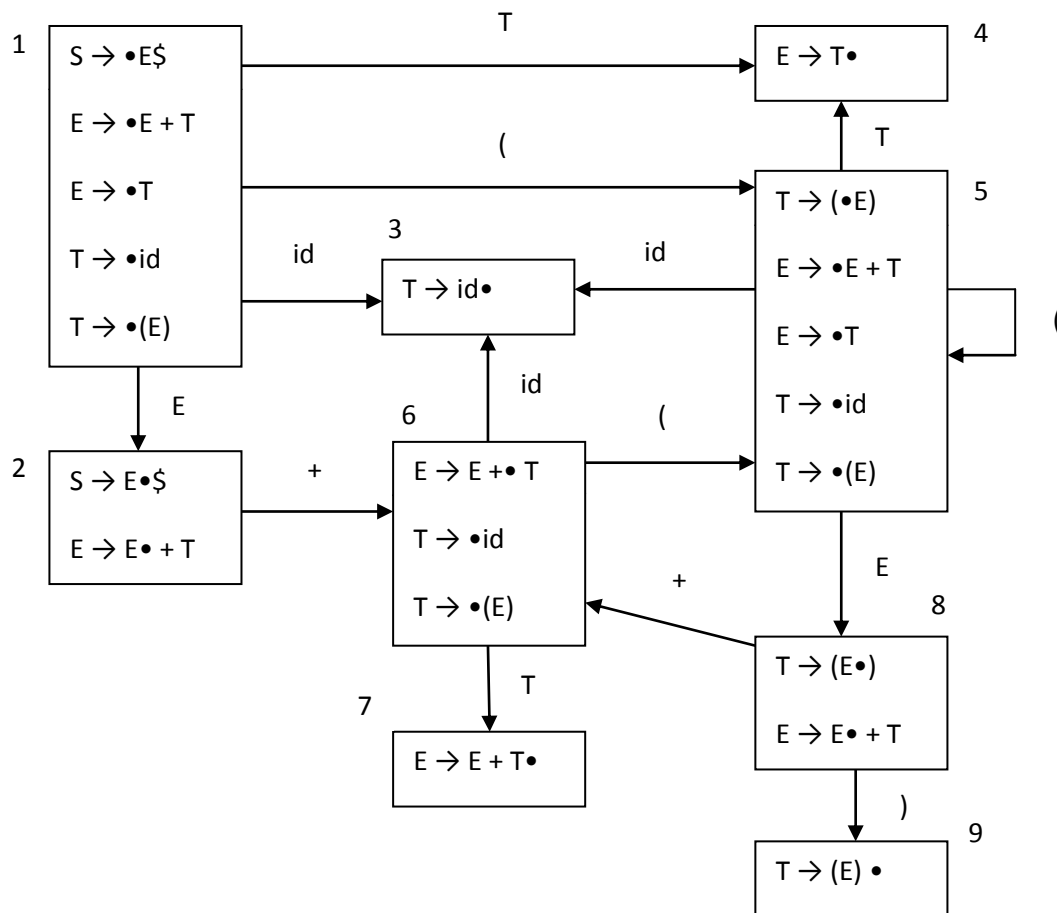 1
S → •E$
E → •E + T
E → •T
T → •id
T → •(E)
T
4
E → T•
(
T
5
T → (•E)
E → •E + T
E → •T
T → •id
T → •(E)
(
id
3
T → id•
id
id
E
2
S → E•$
E → E• + T
+
6
E → E +• T
T → •id
T → •(E)
(
+
E
8
T → (E•)
E → E• + T
T
7
E → E + T•
)
9
T → (E) •